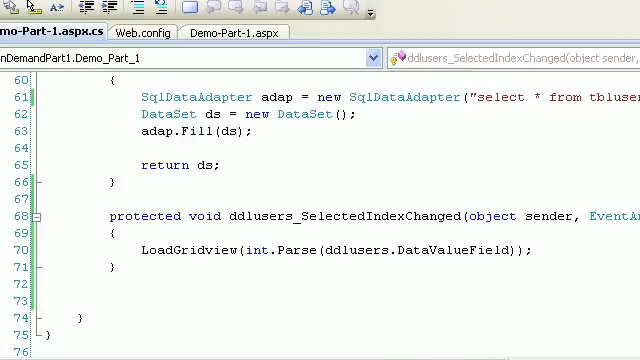 mo-Part-1.aspx.cs Web.config Demo-Part-1.aspx
nDemandPart1.Demo_Part_1 ddlusers_SelectedIndexChanged(object sender,
60 {
61 SqlDataAdapter adap = new SqlDataAdapter("select * from tbluser
62 DataSet ds = new DataSet();
63 adap.Fill(ds);
64
65 return ds;
66 }
67
68 protected void ddlusers_SelectedIndexChanged(object sender, EventAr
69 {
70 LoadGridview(int.Parse(ddlusers.DataValueField));
71 }
72
73
74 }
75 }
76